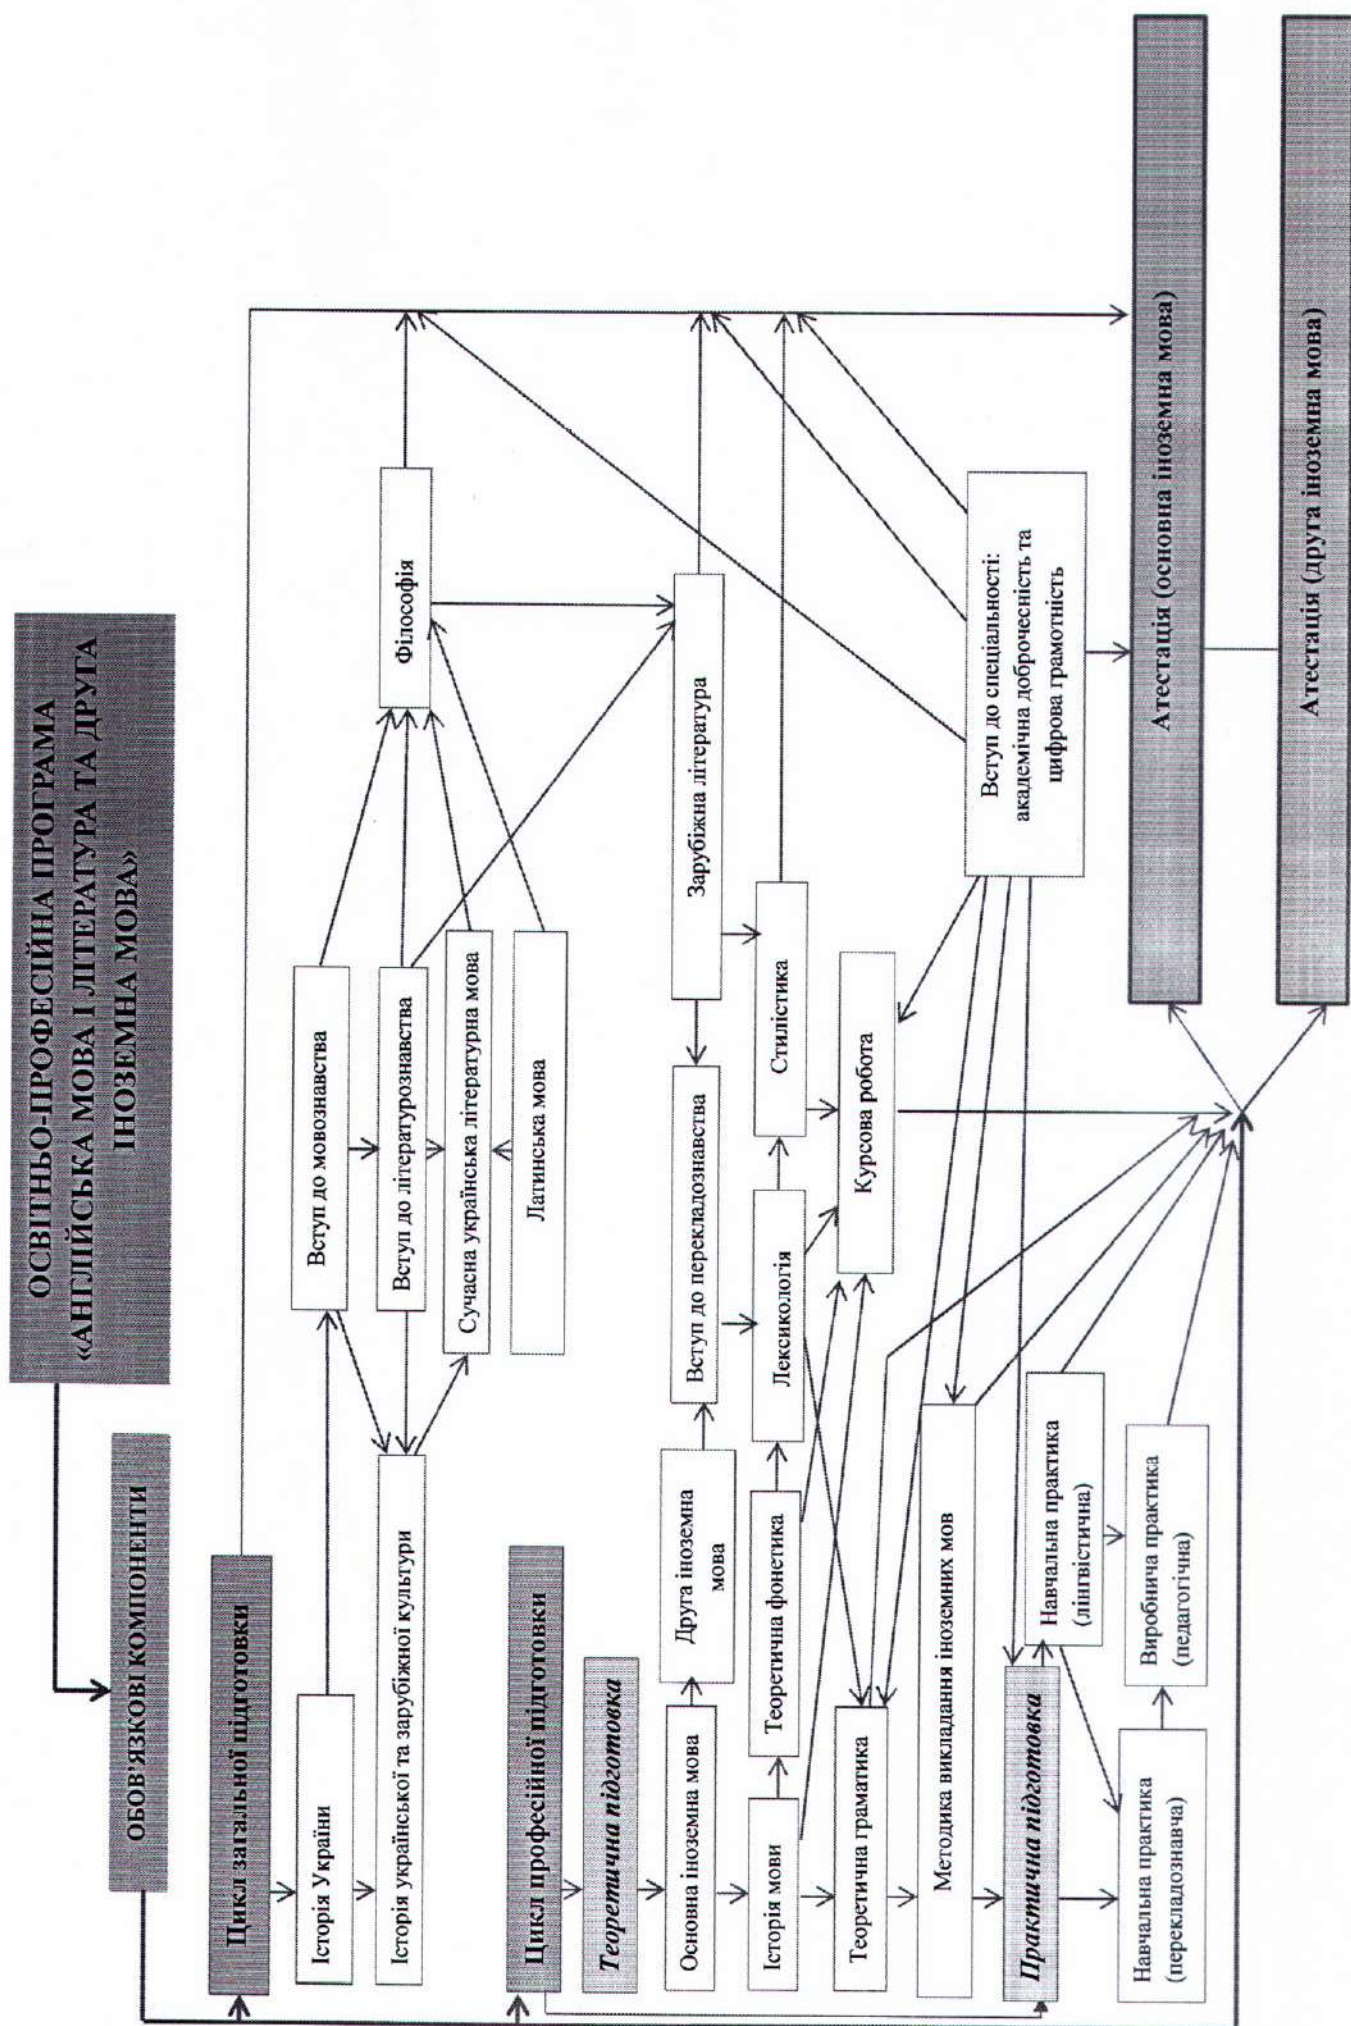 ОСВІТНЬО-ПРОФЕСІЙНА ПРОГРАМА
«АНГЛІЙСЬКА МОВА І ЛІТЕРАТУРА ТА ДРУГА
ІНОЗЕМНА МОВА»
ОБОВ'ЯЗКОВІ КОМПОНЕНТИ
Цикл загальної підготовки
Історія України
Вступ до мовознавства
Історія української та зарубіжної культури
Вступ до літературознавства
Філософія
Сучасна українська літературна мова
Латинська мова
Цикл професійної підготовки
Теоретична підготовка
Основна іноземна мова
Друга іноземна
мова
Вступ до перекладознавства
Зарубіжна література
Історія мови
Теоретична фонетика
Лексикологія
Стилістика
Теоретична граматика
Курсова робота
Методика викладання іноземних мов
Вступ до спеціальності:
академічна доброчесність та
цифрова грамотність
Практична підготовка
Навчальна практика
(лінгвістична)
Навчальна практика
(перекладознавча)
Виробнича практика
(педагогічна)
Атестація (основна іноземна мова)
Атестація (друга іноземна мова)